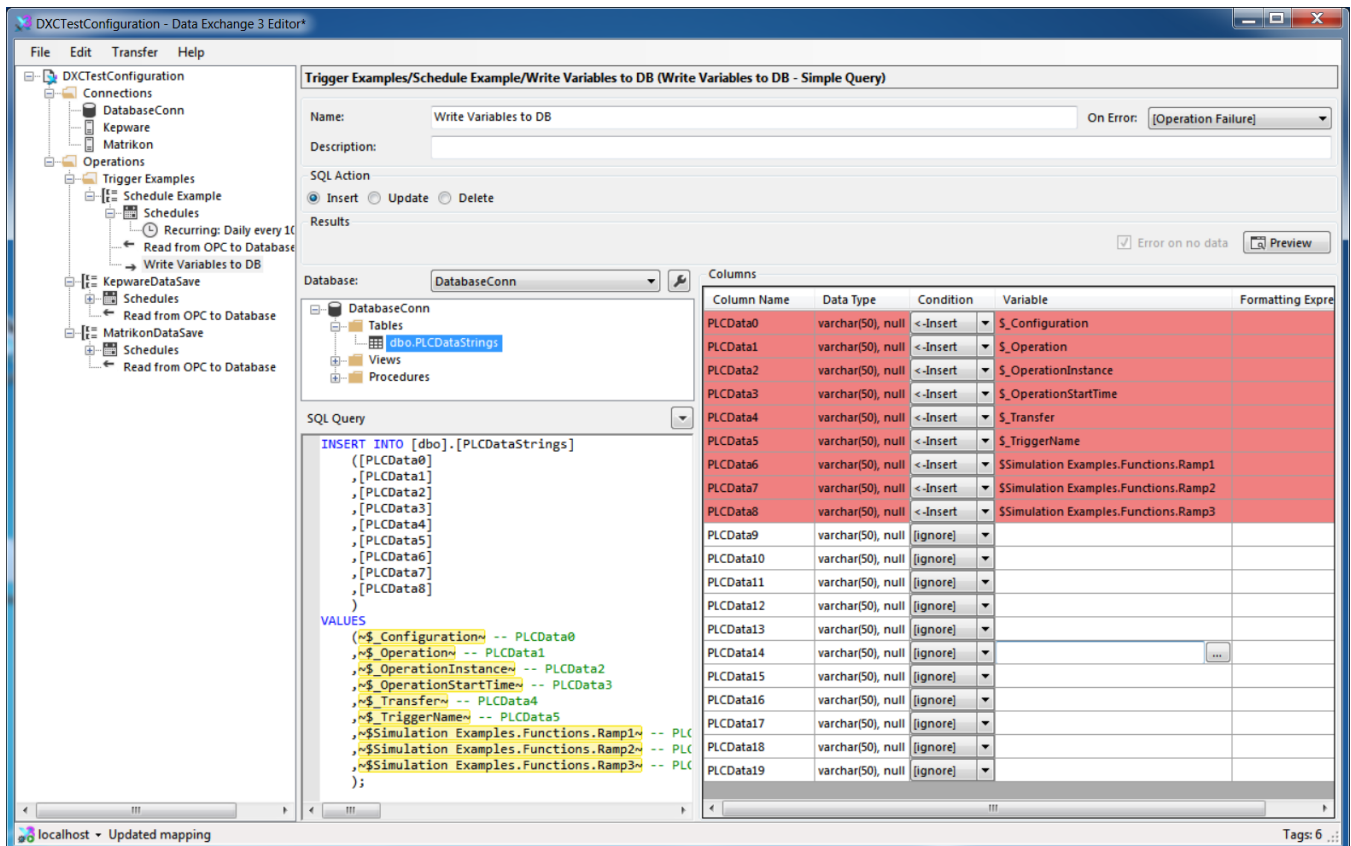 DXCTestConfiguration - Data Exchange 3 Editor*
File Edit Transfer Help
DXCTestConfiguration
Connections
DatabaseConn
Kepware
Matrikon
Operations
Trigger Examples
Schedule Example
Schedules
Recurring: Daily every 10
Read from OPC to Database
Write Variables to DB
KepwareDataSave
Schedules
Read from OPC to Database
MatrikonDataSave
Schedules
Read from OPC to Database
Trigger Examples/Schedule Example/Write Variables to DB (Write Variables to DB - Simple Query)
Name: Write Variables to DB On Error: [Operation Failure]
Description:
SQL Action
Insert Update Delete
Results
Error on no data Preview
Database: DatabaseConn
DatabaseConn
Tables
dbo.PLCDataStrings
Views
Procedures
SQL Query
INSERT INTO [dbo].[PLCDataStrings]
([PLCData0]
,[PLCData1]
,[PLCData2]
,[PLCData3]
,[PLCData4]
,[PLCData5]
,[PLCData6]
,[PLCData7]
,[PLCData8]
)
VALUES
(~$_Configuration~ -- PLCData0
,~$_Operation~ -- PLCData1
,~$_OperationInstance~ -- PLCData2
,~$_OperationStartTime~ -- PLCData3
,~$_Transfer~ -- PLCData4
,~$_TriggerName~ -- PLCData5
,~$Simulation Examples.Functions.Ramp1~ -- PLC
,~$Simulation Examples.Functions.Ramp2~ -- PLC
,~$Simulation Examples.Functions.Ramp3~ -- PLC
);
Columns
Column Name Data Type Condition Variable Formatting Expre
PLCData0 varchar(50), null <-Insert $_Configuration
PLCData1 varchar(50), null <-Insert $_Operation
PLCData2 varchar(50), null <-Insert $_OperationInstance
PLCData3 varchar(50), null <-Insert $_OperationStartTime
PLCData4 varchar(50), null <-Insert $_Transfer
PLCData5 varchar(50), null <-Insert $_TriggerName
PLCData6 varchar(50), null <-Insert $Simulation Examples.Functions.Ramp1
PLCData7 varchar(50), null <-Insert $Simulation Examples.Functions.Ramp2
PLCData8 varchar(50), null <-Insert $Simulation Examples.Functions.Ramp3
PLCData9 varchar(50), null [ignore]
PLCData10 varchar(50), null [ignore]
PLCData11 varchar(50), null [ignore]
PLCData12 varchar(50), null [ignore]
PLCData13 varchar(50), null [ignore]
PLCData14 varchar(50), null [ignore] ...
PLCData15 varchar(50), null [ignore]
PLCData16 varchar(50), null [ignore]
PLCData17 varchar(50), null [ignore]
PLCData18 varchar(50), null [ignore]
PLCData19 varchar(50), null [ignore]
localhost Updated mapping Tags: 6